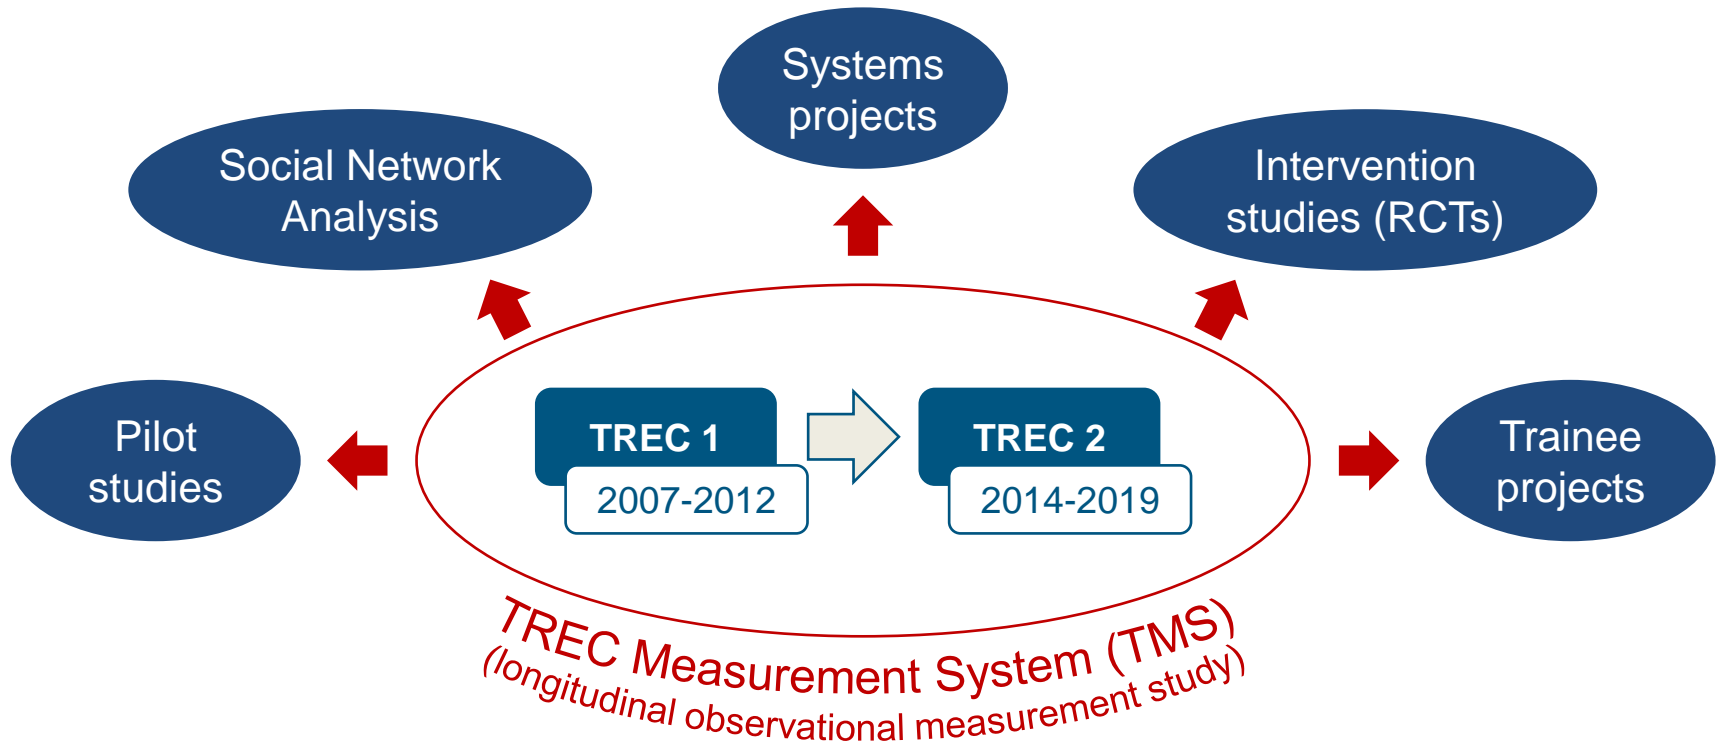 Systems
projects
Social Network
Analysis
Intervention
studies (RCTs)
Pilot
studies
TREC 1
2007-2012
TREC 2
2014-2019
Trainee
projects
TREC Measurement System (TMS)
(longitudinal observational measurement study)